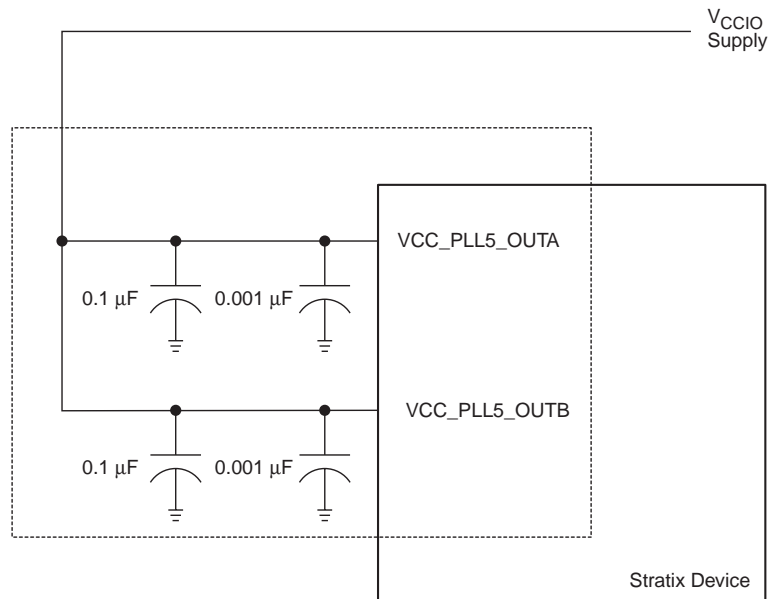 VCCIO
Supply
VCC_PLL5_OUTA
0.1 µF 0.001 µF
VCC_PLL5_OUTB
0.1 µF 0.001 µF
Stratix Device